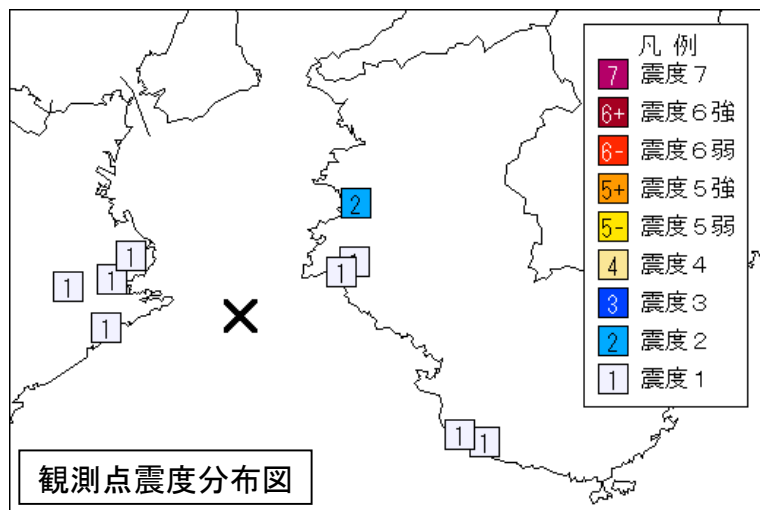 凡例
7 震度7
6+ 震度6強
6- 震度6弱
5+ 震度5強
5- 震度5弱
4 震度4
3 震度3
2 震度2
1 震度1
2
1
1
1
1
1
1
1
1
観測点震度分布図